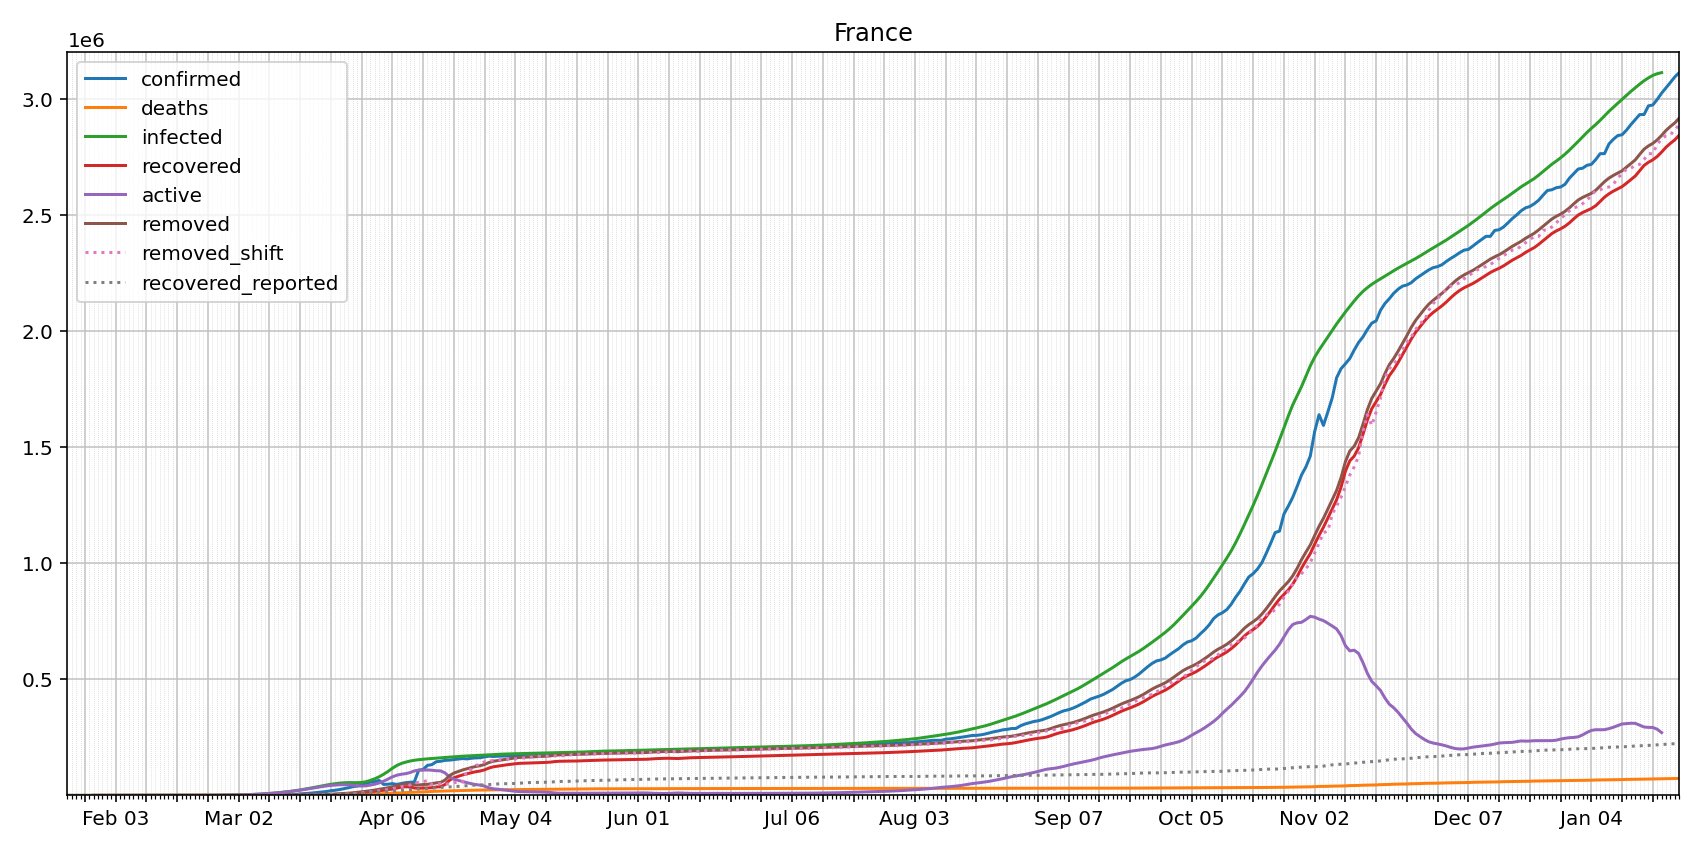 France
1e6
confirmed
deaths
infected
recovered
active
removed
removed_shift
recovered_reported
3.0
2.5
2.0
1.5
1.0
0.5
Feb 03 Mar 02 Apr 06 May 04 Jun 01 Jul 06 Aug 03 Sep 07 Oct 05 Nov 02 Dec 07 Jan 04